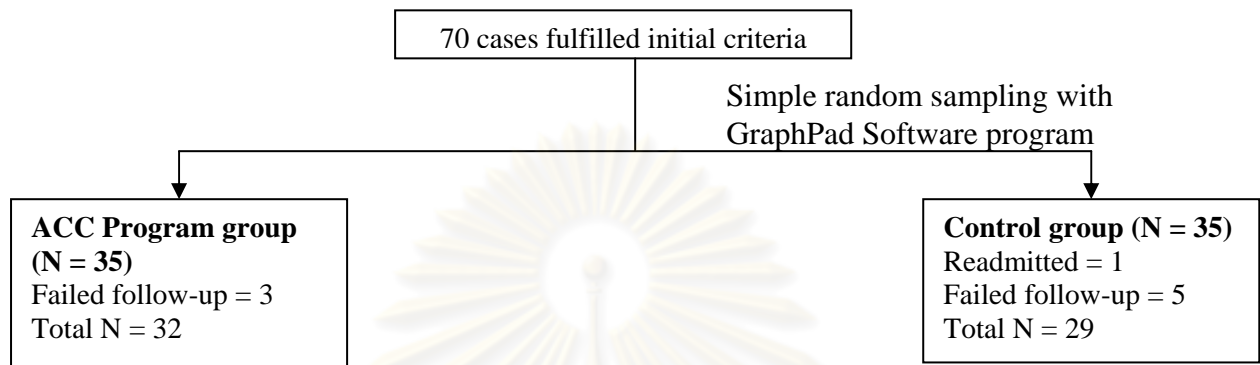 70 cases fulfilled initial criteria
Simple random sampling with
GraphPad Software program
ACC Program group
(N = 35)
Failed follow-up = 3
Total N = 32
Control group (N = 35)
Readmitted = 1
Failed follow-up = 5
Total N = 29